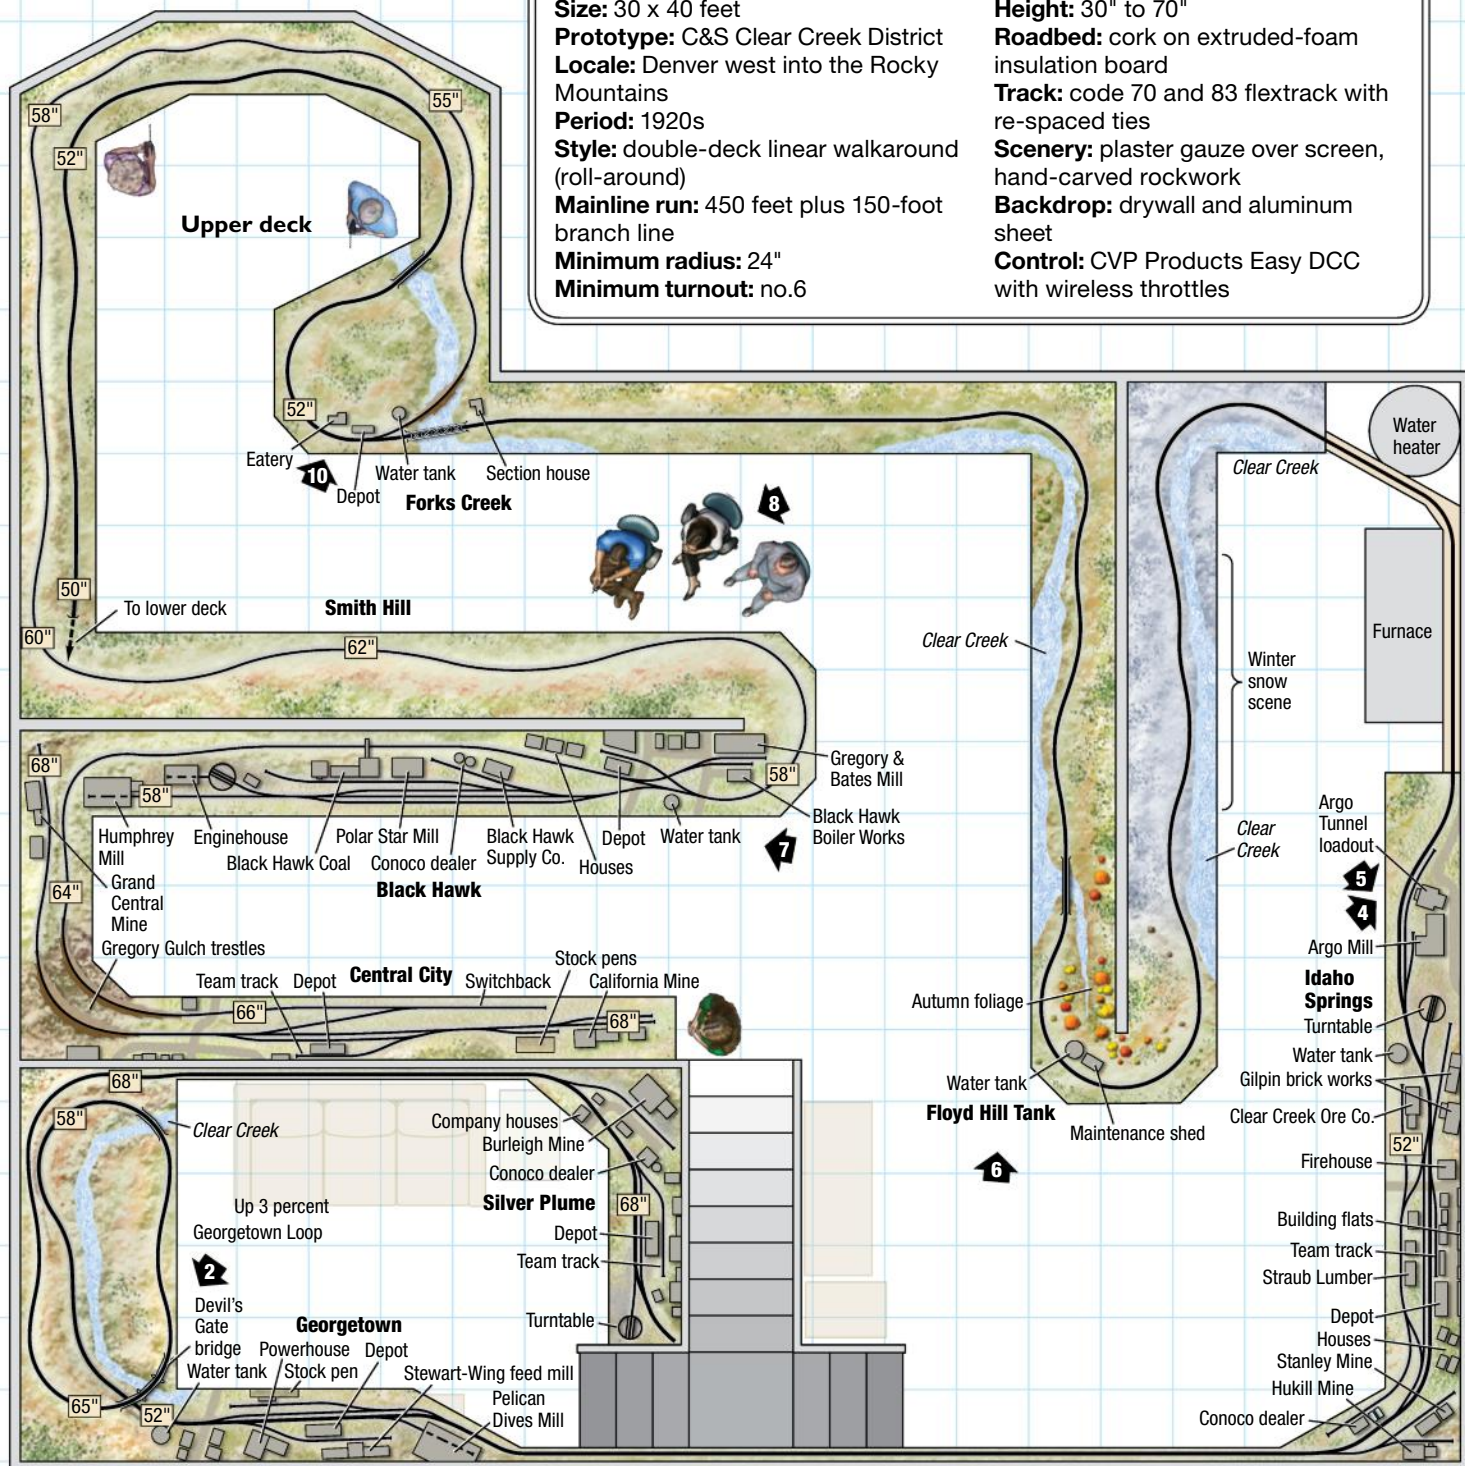 Size: 30 x 40 feet
Prototype: C&S Clear Creek District
Locale: Denver west into the Rocky
Mountains
Period: 1920s
Style: double-deck linear walkaround
(roll-around)
Mainline run: 450 feet plus 150-foot
branch line
Minimum radius: 24"
Minimum turnout: no.6
Height: 30" to 70"
Roadbed: cork on extruded-foam
insulation board
Track: code 70 and 83 flextrack with
re-spaced ties
Scenery: plaster gauze over screen,
hand-carved rockwork
Backdrop: drywall and aluminum
sheet
Control: CVP Products Easy DCC
with wireless throttles
58"
55"
52"
Upper deck
52"
Eatery
10
Depot
Water tank
Section house
Forks Creek
8
Water
heater
Clear Creek
50"
To lower deck
Smith Hill
60"
62"
Clear Creek
Furnace
Winter
snow
scene
68"
58"
Gregory &
Bates Mill
58"
Black Hawk
Boiler Works
Humphrey
Mill
Enginehouse
Black Hawk Coal
Polar Star Mill
Conoco dealer
Black Hawk
Supply Co.
Houses
Depot
Water tank
7
Black Hawk
Clear
Creek
Argo
Tunnel
loadout
5
4
Argo Mill
64"
Grand
Central
Mine
Gregory Gulch trestles
Team track
Depot
Central City
Switchback
Stock pens
California Mine
66"
68"
Autumn foliage
Idaho
Springs
Turntable
Water tank
Gilpin brick works
Clear Creek Ore Co.
52"
Firehouse
Building flats
Team track
Straub Lumber
Depot
Houses
Stanley Mine
Hukill Mine
Conoco dealer
Water tank
Floyd Hill Tank
Maintenance shed
6
68"
58"
Clear Creek
Company houses
Burleigh Mine
Conoco dealer
Silver Plume
68"
Depot
Team track
Turntable
Up 3 percent
Georgetown Loop
2
Devil's
Gate
bridge
Georgetown
Powerhouse
Depot
Water tank
Stock pen
Stewart-Wing feed mill
Pelican
Dives Mill
65"
52"